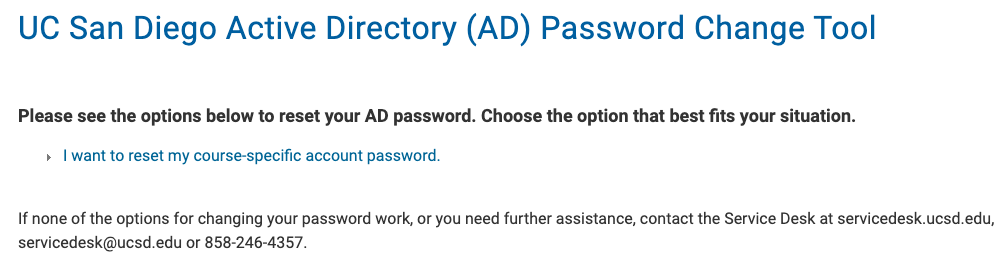 UC San Diego Active Directory (AD) Password Change Tool
Please see the options below to reset your AD password. Choose the option that best fits your situation.
I want to reset my course-specific account password.
If none of the options for changing your password work, or you need further assistance, contact the Service Desk at servicedesk.ucsd.edu,
servicedesk@ucsd.edu or 858-246-4357.